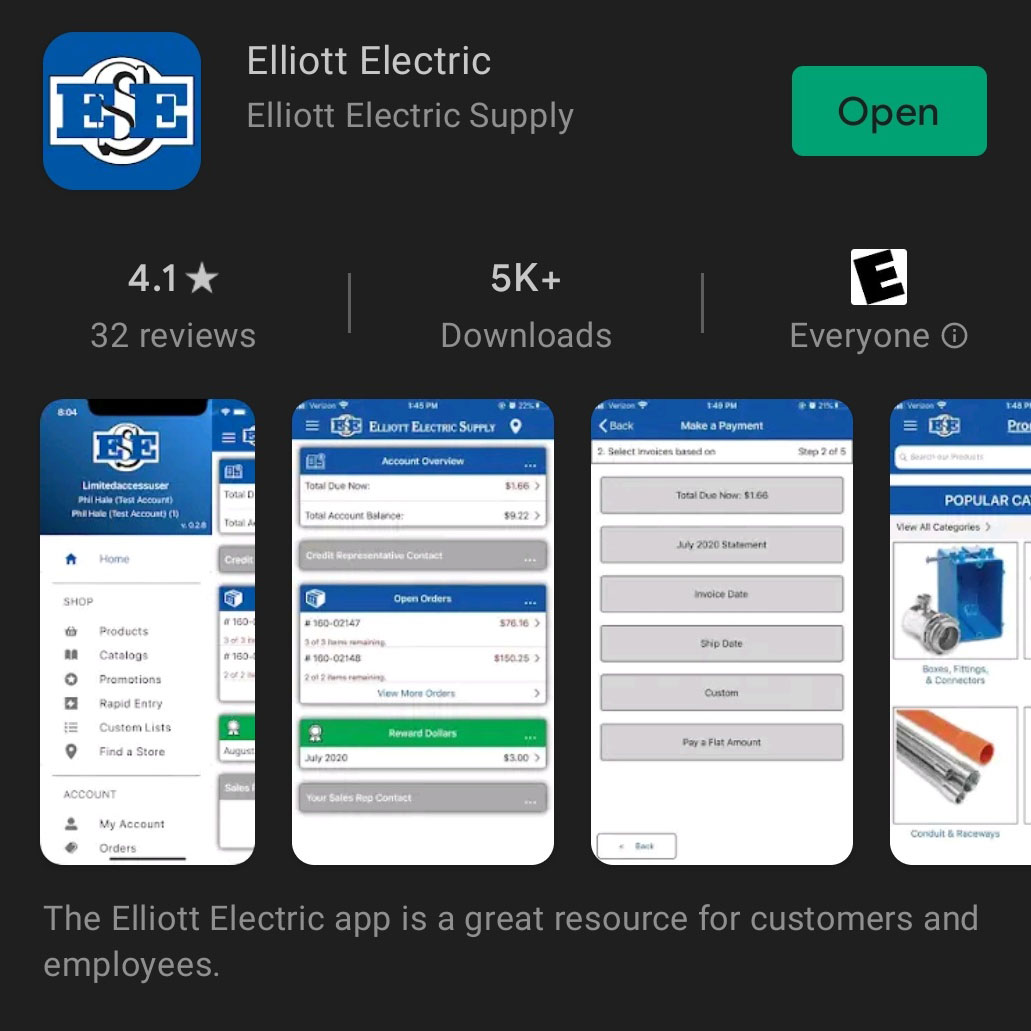 Elliott Electric
Elliott Electric Supply
Open
ESE
4.1★
32 reviews
5K+
Downloads
E
Everyone
8:04
ESE
Limitedaccessuser
Phil Hale (Test Account)
Phil Hale (Test Account) (1)
v. 0.2.8
Home
SHOP
Products
Catalogs
Promotions
Rapid Entry
Custom Lists
Find a Store
ACCOUNT
My Account
Orders
Total D
Total A
Credit
# 160-
3 of 3 
# 160-
2 of 2 
August
Sales
Verizon 1:45 PM 22%
ESE ELLIOTT ELECTRIC SUPPLY
Account Overview ...
Total Due Now: $1.66 >
Total Account Balance: $9.22 >
Credit Representative Contact ...
Open Orders ...
# 160-02147 $76.16 >
3 of 3 items remaining.
# 160-02148 $150.25 >
2 of 2 items remaining.
View More Orders >
Reward Dollars ...
July 2020 $3.00 >
Your Sales Rep Contact ...
Verizon 1:49 PM 21%
Back Make a Payment
2. Select Invoices based on Step 2 of 5
Total Due Now: $1.66
July 2020 Statement
Invoice Date
Ship Date
Custom
Pay a Flat Amount
< Back
Verizon 1:48 P
ESE Pro
Search our Products
POPULAR CA
View All Categories >
Boxes, Fittings,
& Connectors
Conduit & Raceways
The Elliott Electric app is a great resource for customers and
employees.